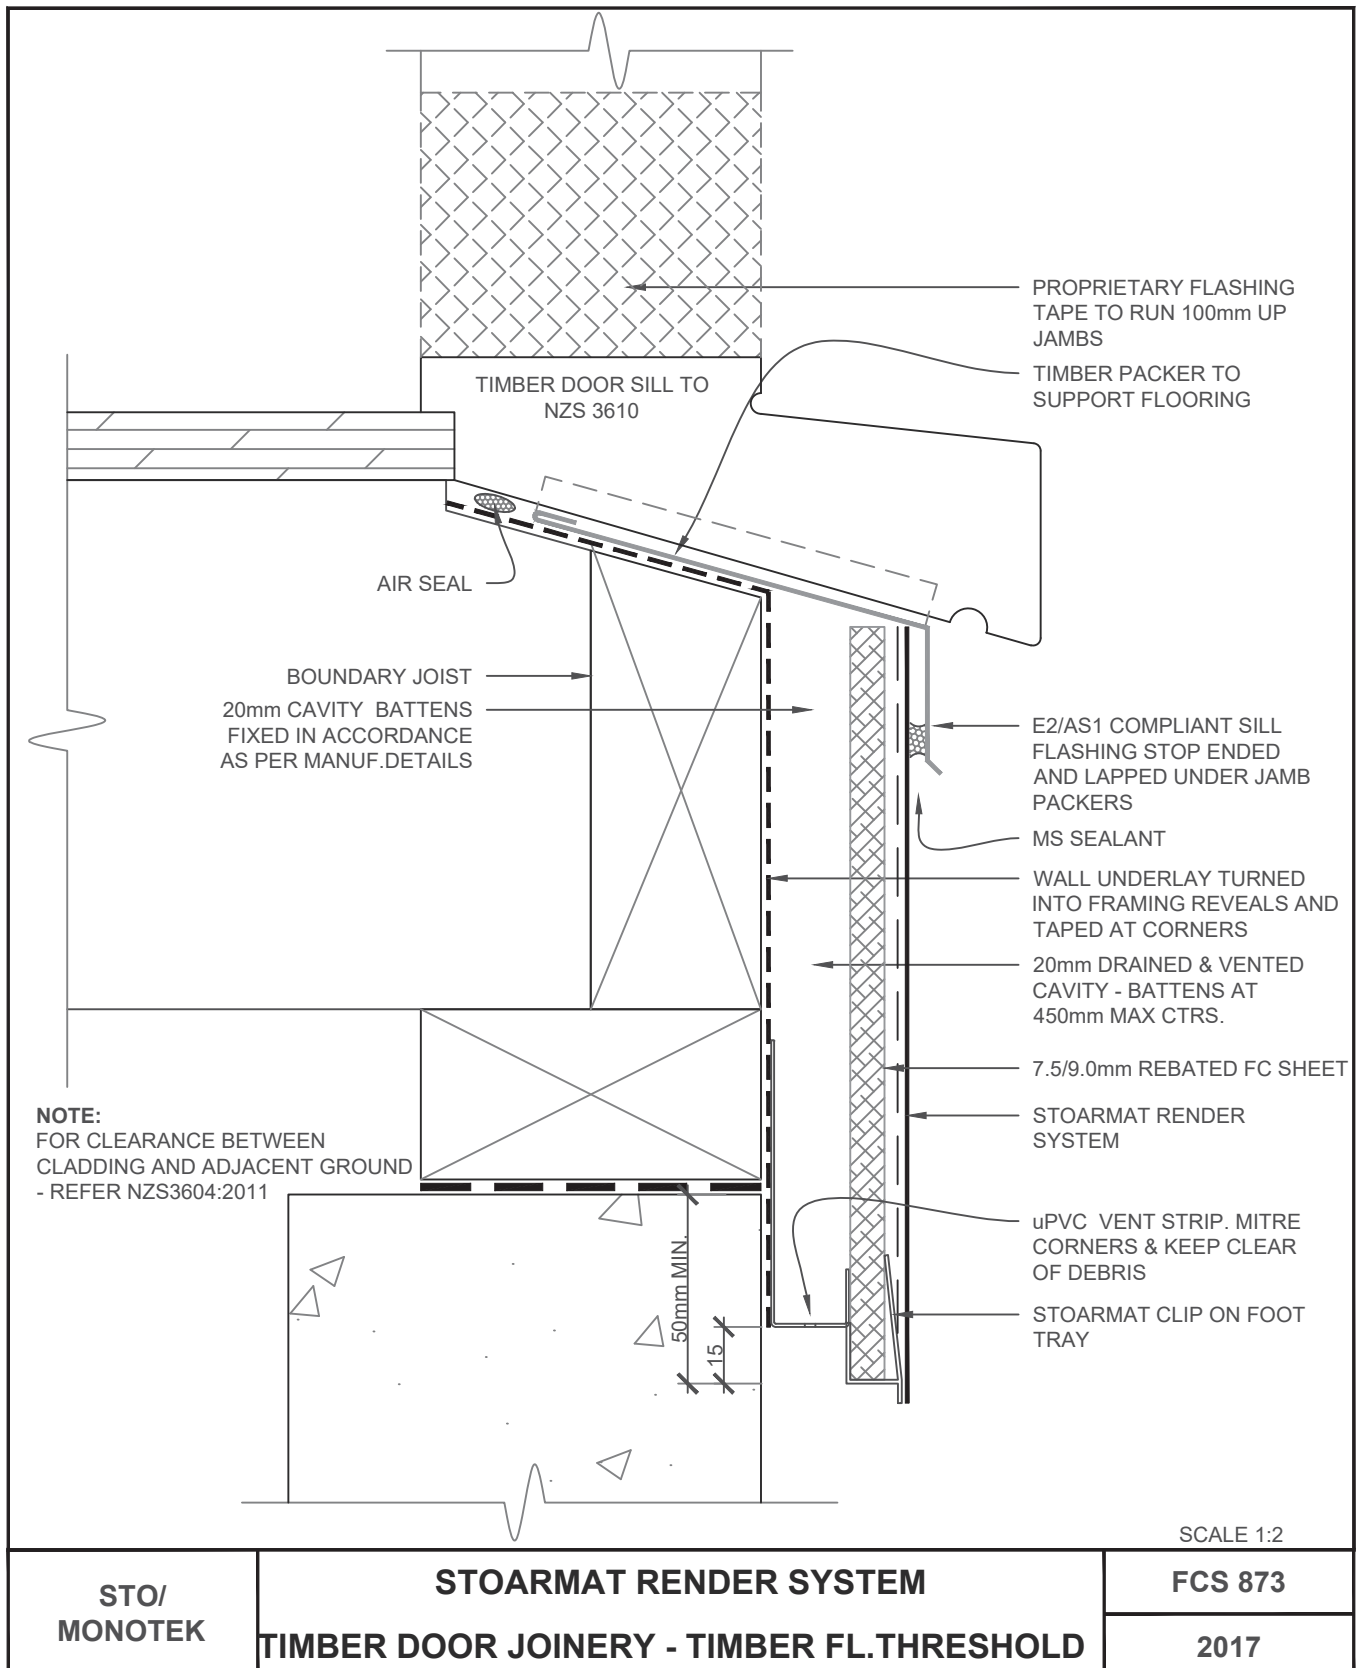 PROPRIETARY FLASHING
TAPE TO RUN 100mm UP
JAMBS
TIMBER DOOR SILL TO
NZS 3610
TIMBER PACKER TO
SUPPORT FLOORING
AIR SEAL
BOUNDARY JOIST
20mm CAVITY BATTENS
FIXED IN ACCORDANCE
AS PER MANUF.DETAILS
E2/AS1 COMPLIANT SILL
FLASHING STOP ENDED
AND LAPPED UNDER JAMB
PACKERS
MS SEALANT
WALL UNDERLAY TURNED
INTO FRAMING REVEALS AND
TAPED AT CORNERS
20mm DRAINED & VENTED
CAVITY - BATTENS AT
450mm MAX CTRS.
7.5/9.0mm REBATED FC SHEET
STOARMAT RENDER
SYSTEM
NOTE:
FOR CLEARANCE BETWEEN
CLADDING AND ADJACENT GROUND
- REFER NZS3604:2011
uPVC VENT STRIP. MITRE
CORNERS & KEEP CLEAR
OF DEBRIS
STOARMAT CLIP ON FOOT
TRAY
50mm MIN.
15
SCALE 1:2
STO/
MONOTEK
STOARMAT RENDER SYSTEM
TIMBER DOOR JOINERY - TIMBER FL.THRESHOLD
FCS 873
2017